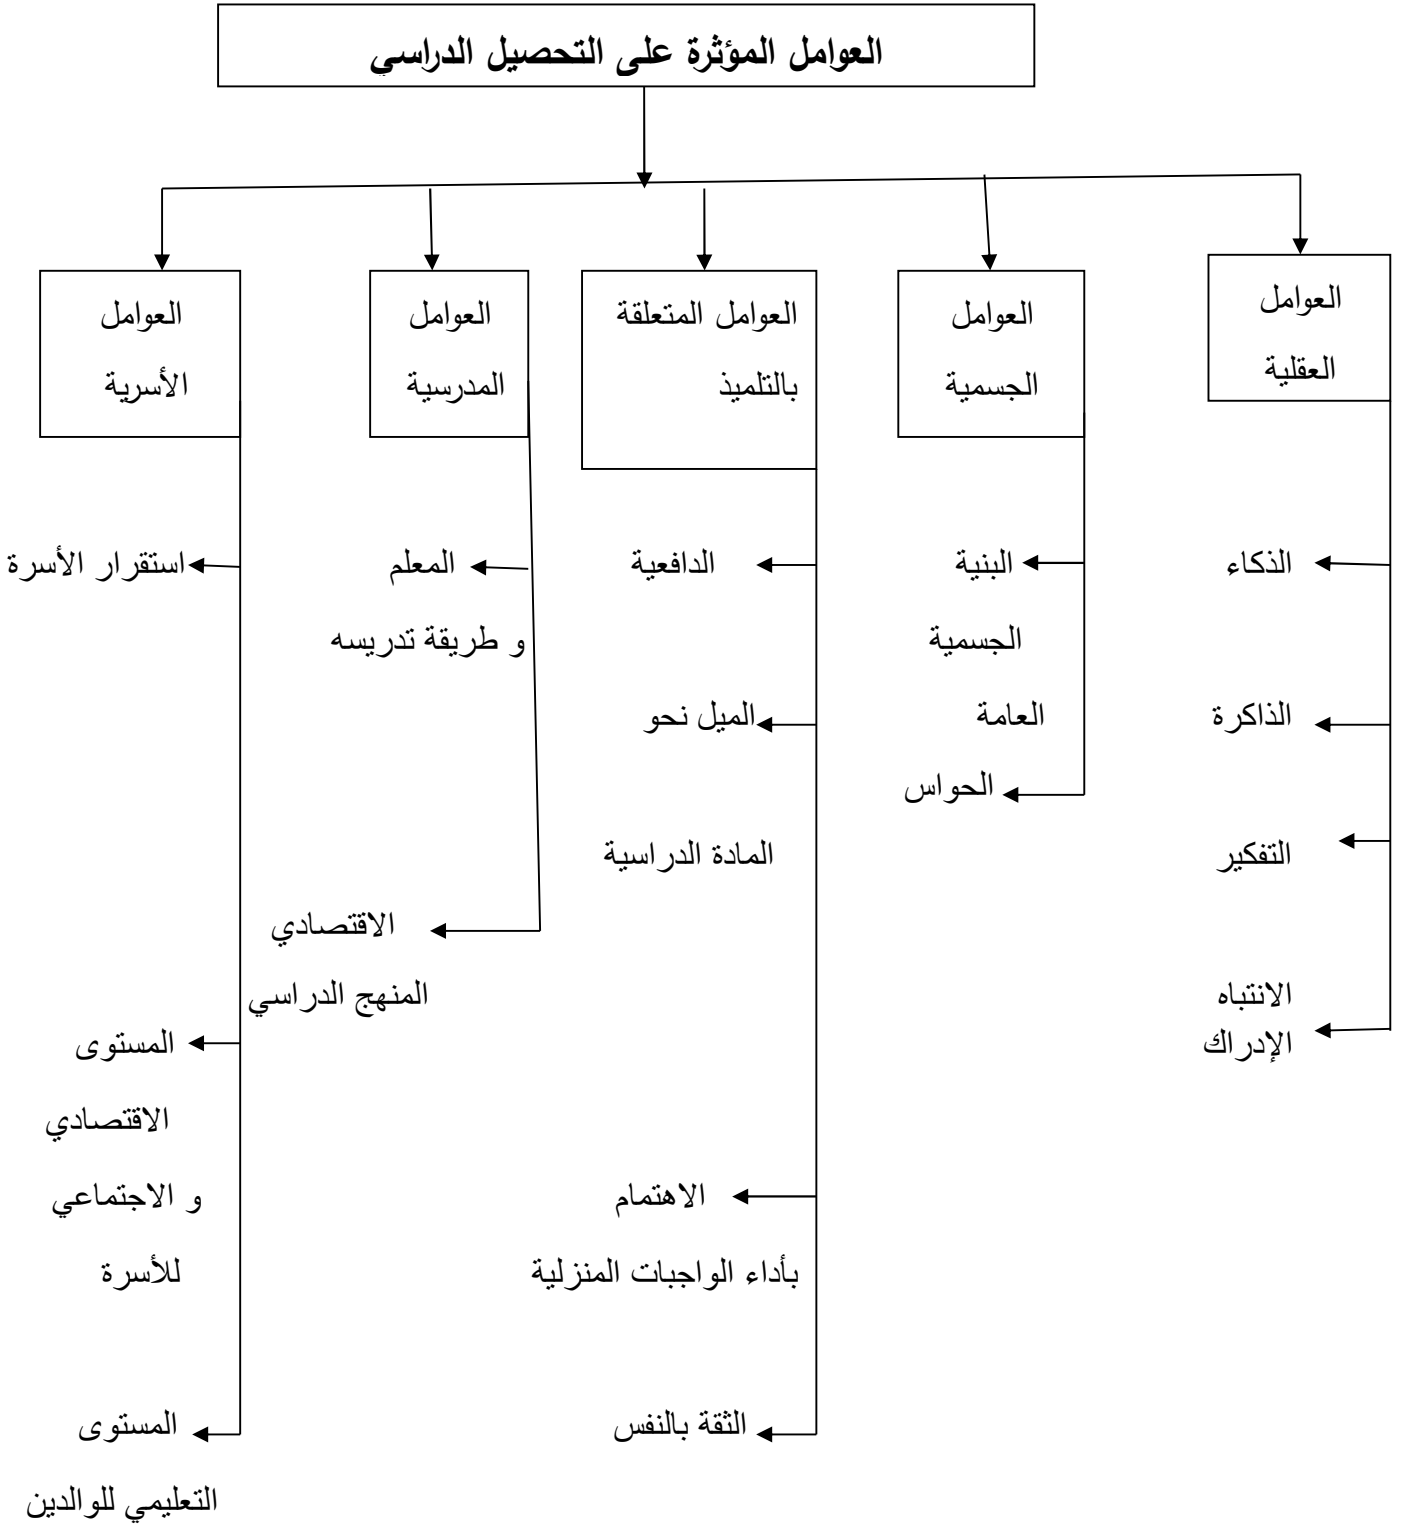 العوامل المؤثرة على التحصيل الدراسي
العوامل
العقلية
العوامل
الجسمية
العوامل المتعلقة
بالتلميذ
العوامل
المدرسية
العوامل
الأسرية
الذكاء
الذاكرة
التفكير
الانتباه
الإدراك
البنية
الجسمية
العامة
الحواس
الدافعية
الميل نحو
المادة الدراسية
الاهتمام
بأداء الواجبات المنزلية
الثقة بالنفس
المعلم
و طريقة تدريسه
الاقتصادي
المنهج الدراسي
استقرار الأسرة
المستوى
الاقتصادي
و الاجتماعي
للأسرة
المستوى
التعليمي للوالدين